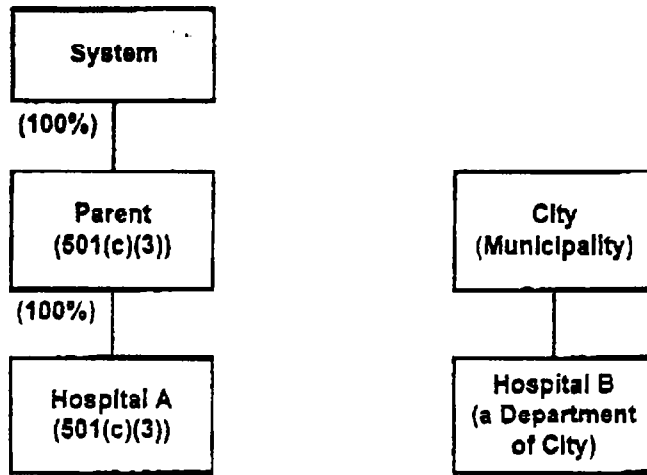 System
(100%)
Parent
(501(c)(3))
City
(Municipality)
(100%)
Hospital A
(501(c)(3))
Hospital B
(a Department
of City)